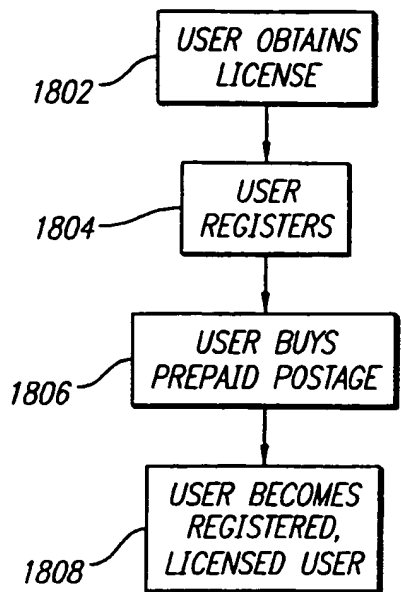 USER OBTAINS
LICENSE
1802
USER
REGISTERS
1804
USER BUYS
PREPAID POSTAGE
1806
USER BECOMES
REGISTERED,
LICENSED USER
1808